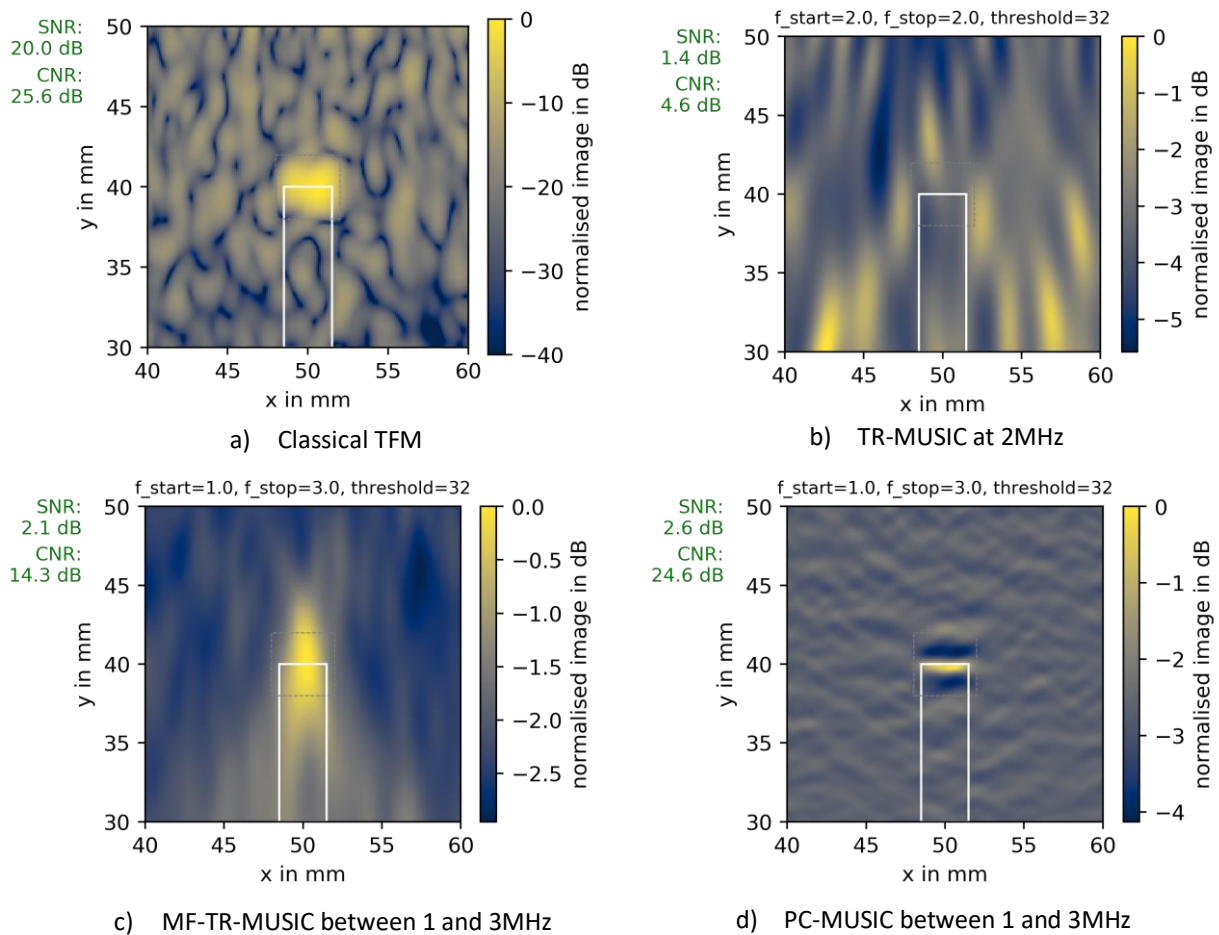 SNR:
20.0 dB
CNR:
25.6 dB
50
45
40
35
30
y in mm
40
45
50
55
60
x in mm
0
−10
−20
−30
−40
normalised image in dB
a) Classical TFM
f_start=2.0, f_stop=2.0, threshold=32
SNR:
1.4 dB
CNR:
4.6 dB
50
45
40
35
30
y in mm
40
45
50
55
60
x in mm
0
−1
−2
−3
−4
−5
normalised image in dB
b) TR-MUSIC at 2MHz
f_start=1.0, f_stop=3.0, threshold=32
SNR:
2.1 dB
CNR:
14.3 dB
50
45
40
35
30
y in mm
40
45
50
55
60
x in mm
0.0
−0.5
−1.0
−1.5
−2.0
−2.5
normalised image in dB
c) MF-TR-MUSIC between 1 and 3MHz
f_start=1.0, f_stop=3.0, threshold=32
SNR:
2.6 dB
CNR:
24.6 dB
50
45
40
35
30
y in mm
40
45
50
55
60
x in mm
0
−1
−2
−3
−4
normalised image in dB
d) PC-MUSIC between 1 and 3MHz